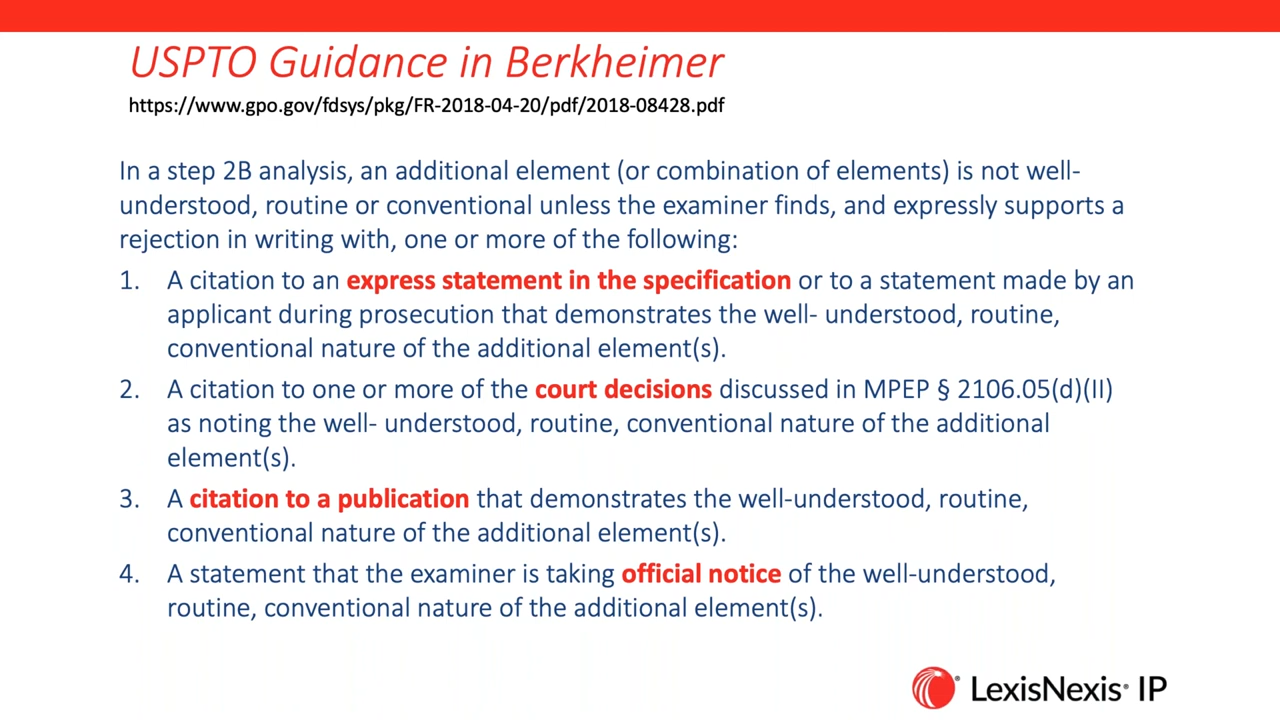 USPTO Guidance in Berkheimer
https://www.gpo.gov/fdsys/pkg/FR-2018-04-20/pdf/2018-08428.pdf
In a step 2B analysis, an additional element (or combination of elements) is not well-
understood, routine or conventional unless the examiner finds, and expressly supports a
rejection in writing with, one or more of the following:
1. A citation to an express statement in the specification or to a statement made by an
applicant during prosecution that demonstrates the well- understood, routine,
conventional nature of the additional element(s).
2. A citation to one or more of the court decisions discussed in MPEP § 2106.05(d)(II)
as noting the well- understood, routine, conventional nature of the additional
element(s).
3. A citation to a publication that demonstrates the well-understood, routine,
conventional nature of the additional element(s).
4. A statement that the examiner is taking official notice of the well-understood,
routine, conventional nature of the additional element(s).
® LexisNexis® IP